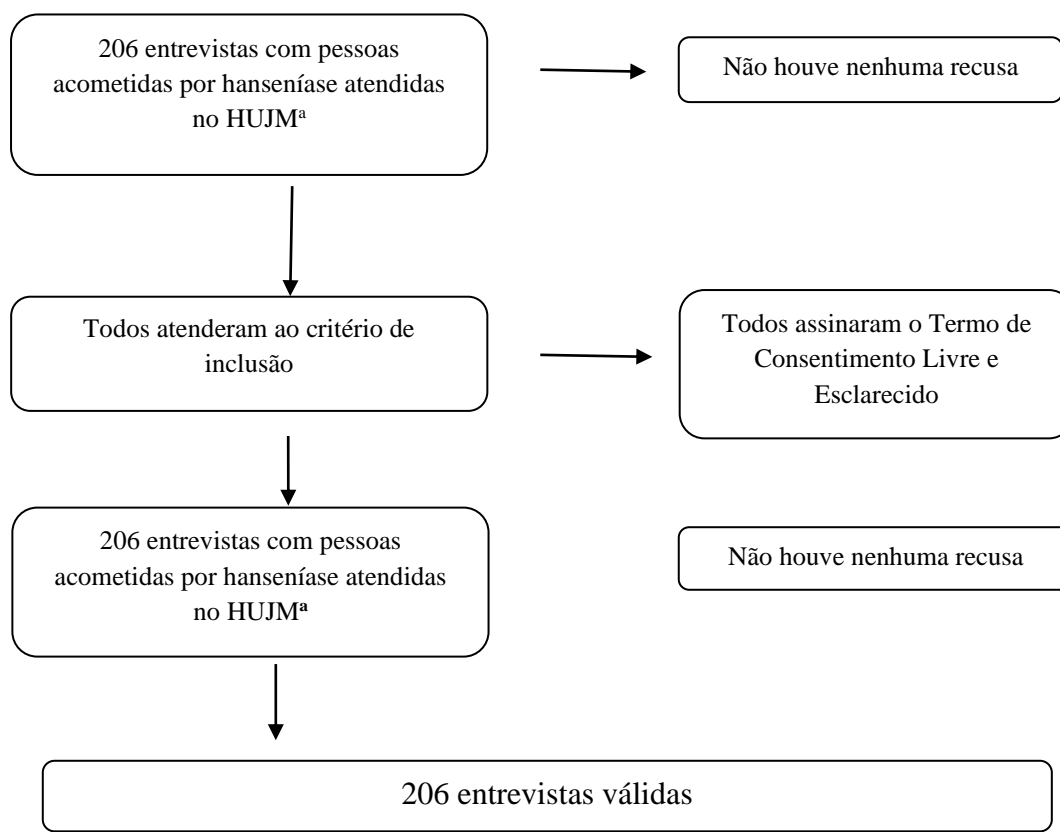 206 entrevistas com pessoas
acometidas por hanseníase atendidas
no HUJMᵃ
Não houve nenhuma recusa
Todos atenderam ao critério de
inclusão
Todos assinaram o Termo de
Consentimento Livre e
Esclarecido
206 entrevistas com pessoas
acometidas por hanseníase atendidas
no HUJMᵃ
Não houve nenhuma recusa
206 entrevistas válidas